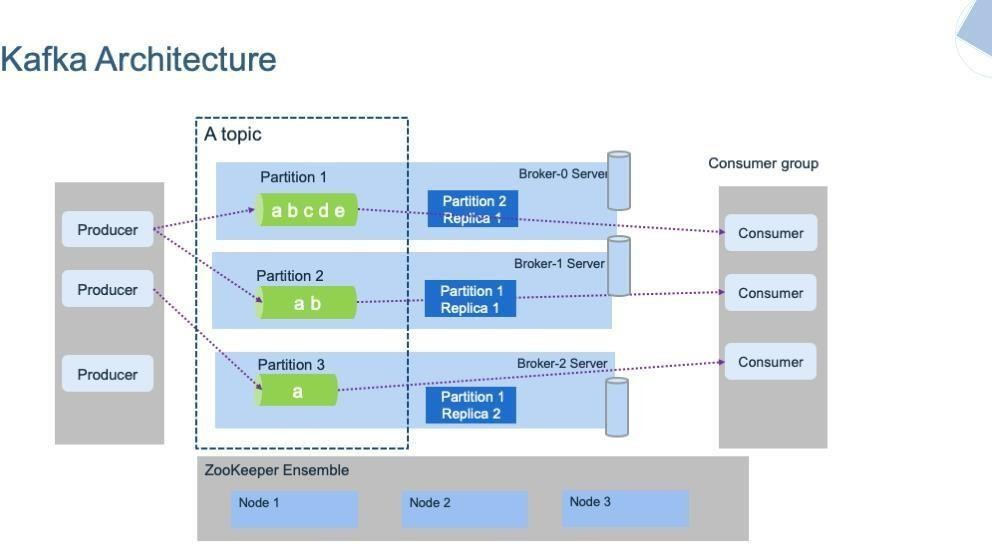 Kafka Architecture
A topic
Consumer group
Partition 1
a b c d e
Broker-0 Server
Partition 2
Replica 1
Producer
Consumer
Partition 2
a b
Broker-1 Server
Partition 1
Replica 1
Producer
Consumer
Partition 3
a
Broker-2 Server
Partition 1
Replica 2
Producer
Consumer
ZooKeeper Ensemble
Node 1
Node 2
Node 3